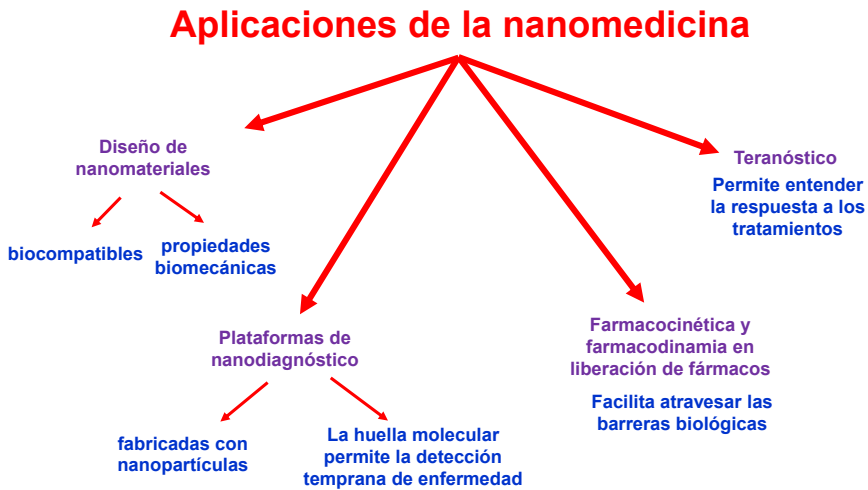 Aplicaciones de la nanomedicina
Diseño de
nanomateriales
biocompatibles
propiedades
biomecánicas
Plataformas de
nanodiagnóstico
fabricadas con
nanopartículas
La huella molecular
permite la detección
temprana de enfermedad
Farmacocinética y
farmacodinamia en
liberación de fármacos
Facilita atravesar las
barreras biológicas
Teranóstico
Permite entender
la respuesta a los
tratamientos